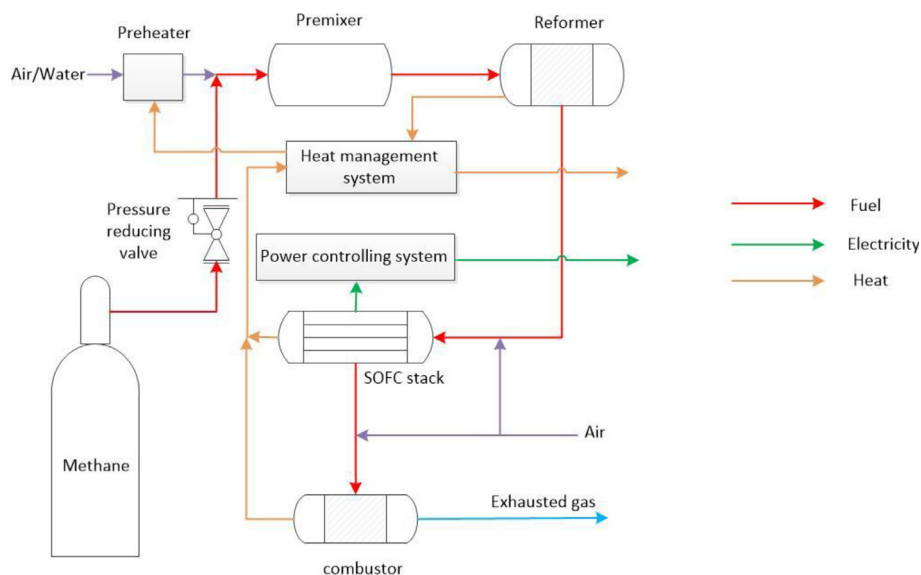 Premixer
Reformer
Preheater
Air/Water
Heat management
system
Pressure
reducing
valve
Fuel
Power controlling system
Electricity
Heat
SOFC stack
Air
Methane
Exhausted gas
combustor